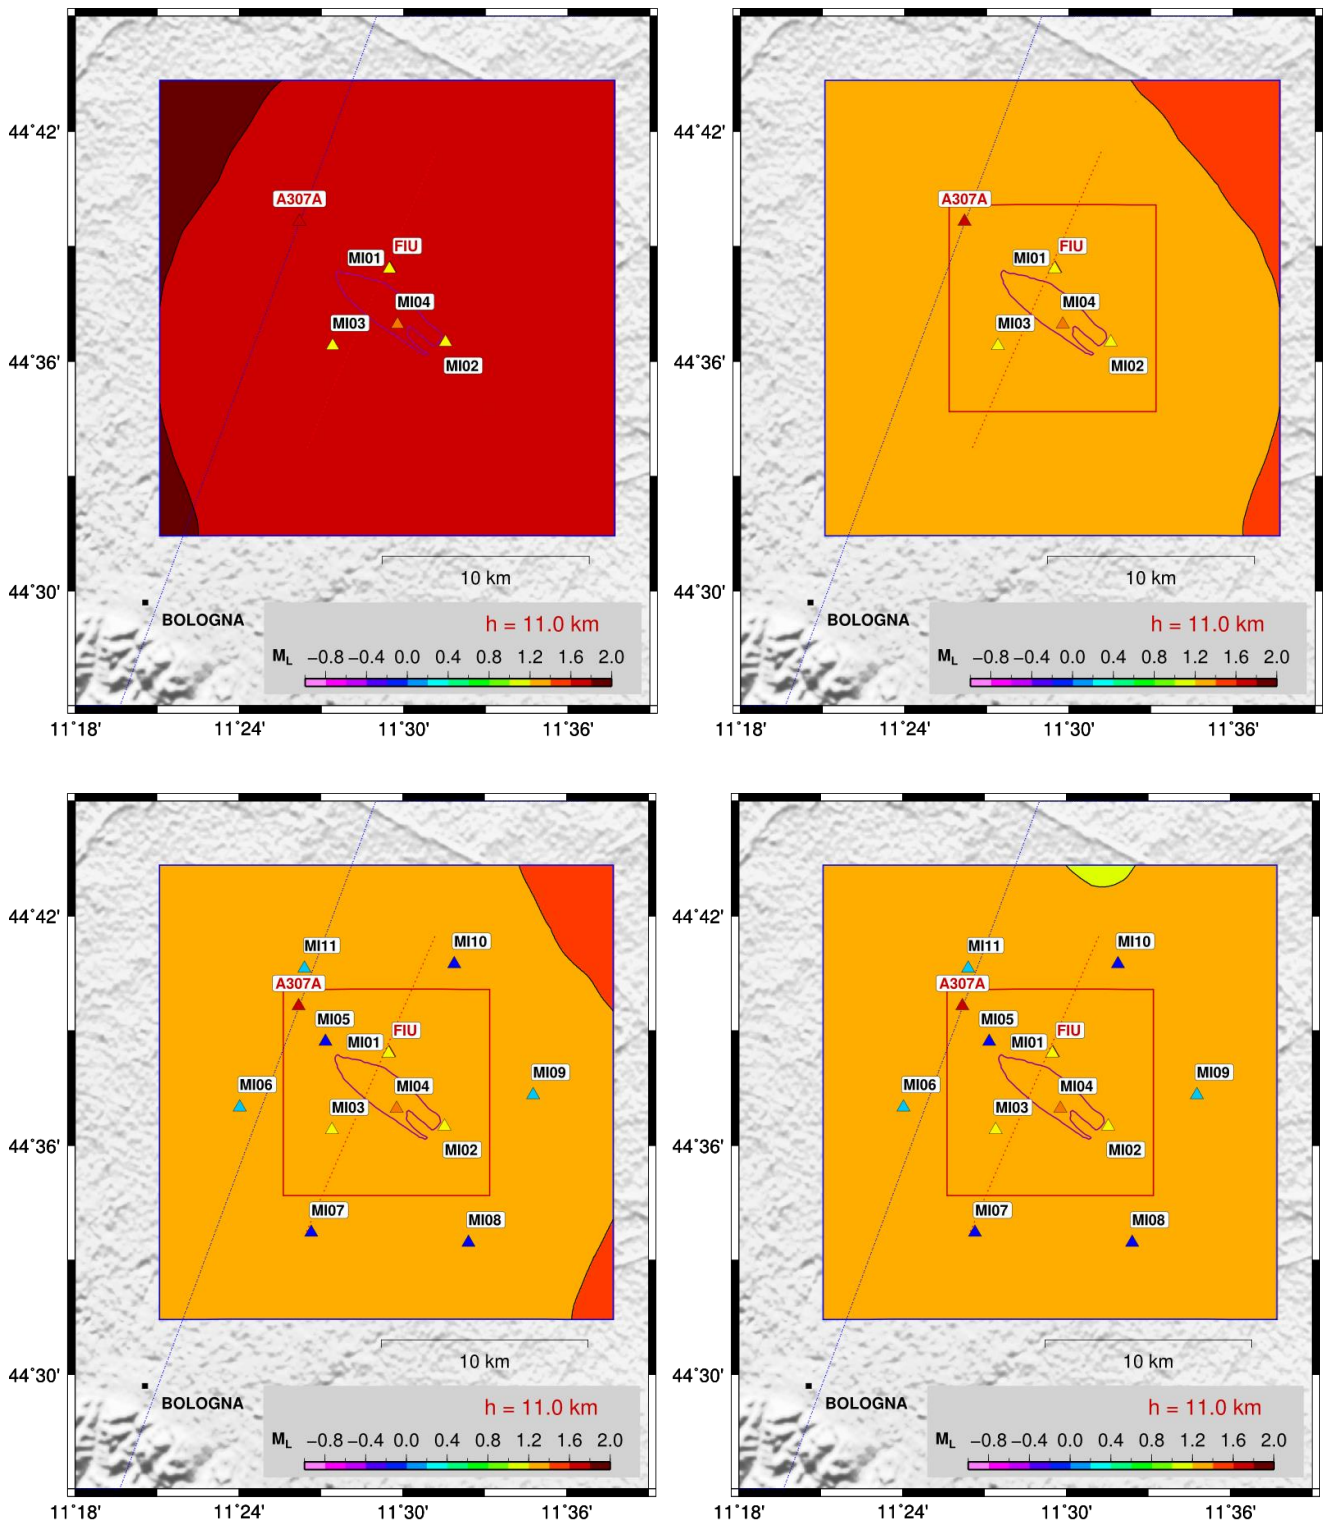 44°42'
A307A
FIU
MI01
MI04
MI03
44°36'
MI02
10 km
44°30'
BOLOGNA
h = 11.0 km
ML −0.8 −0.4 0.0 0.4 0.8 1.2 1.6 2.0
11°18' 11°24' 11°30' 11°36'
44°42'
A307A
FIU
MI01
MI04
MI03
44°36'
MI02
10 km
44°30'
BOLOGNA
h = 11.0 km
ML −0.8 −0.4 0.0 0.4 0.8 1.2 1.6 2.0
11°18' 11°24' 11°30' 11°36'
44°42'
MI11 MI10
A307A
MI05
FIU
MI01
MI09
MI06 MI04
MI03
44°36'
MI02
MI07
MI08
10 km
44°30'
BOLOGNA
h = 11.0 km
ML −0.8 −0.4 0.0 0.4 0.8 1.2 1.6 2.0
11°18' 11°24' 11°30' 11°36'
44°42'
MI11 MI10
A307A
MI05
FIU
MI01
MI09
MI06 MI04
MI03
44°36'
MI02
MI07
MI08
10 km
44°30'
BOLOGNA
h = 11.0 km
ML −0.8 −0.4 0.0 0.4 0.8 1.2 1.6 2.0
11°18' 11°24' 11°30' 11°36'